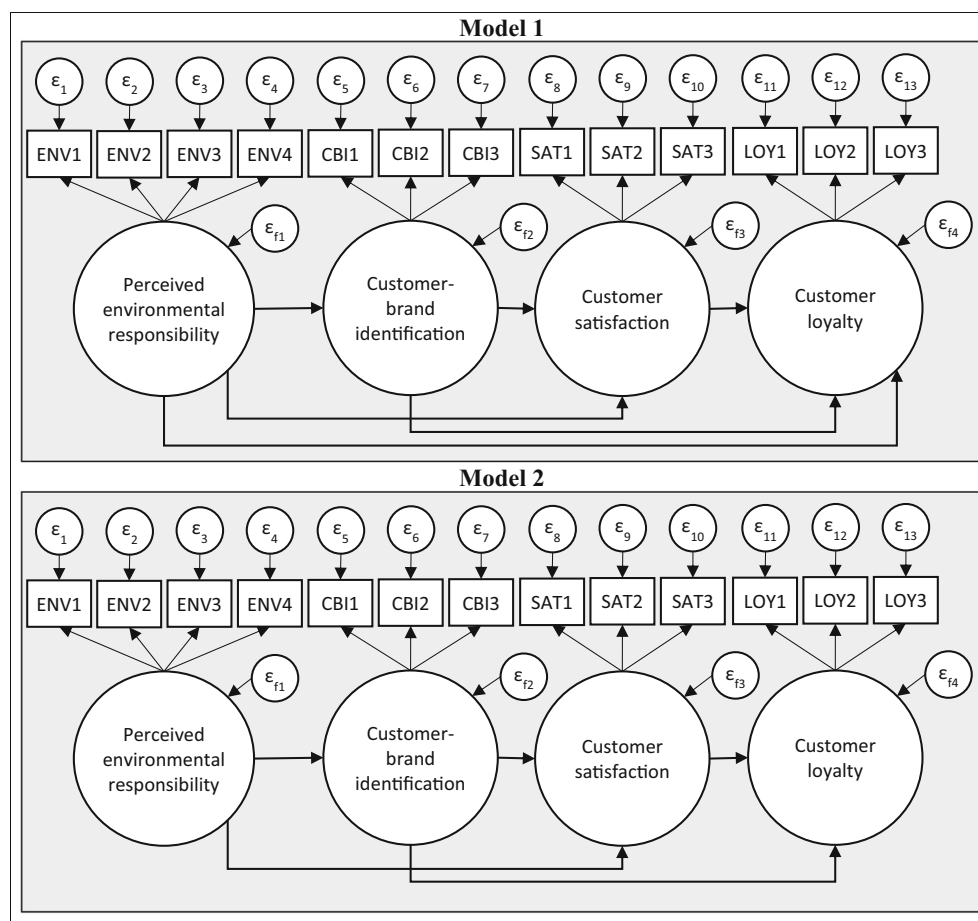 Model 1
ε1 ε2 ε3 ε4 ε5 ε6 ε7 ε8 ε9 ε10 ε11 ε12 ε13
ENV1 ENV2 ENV3 ENV4 CBI1 CBI2 CBI3 SAT1 SAT2 SAT3 LOY1 LOY2 LOY3
εf1 εf2 εf3 εf4
Perceived
environmental
responsibility
Customer-
brand
identification
Customer
satisfaction
Customer
loyalty
Model 2
ε1 ε2 ε3 ε4 ε5 ε6 ε7 ε8 ε9 ε10 ε11 ε12 ε13
ENV1 ENV2 ENV3 ENV4 CBI1 CBI2 CBI3 SAT1 SAT2 SAT3 LOY1 LOY2 LOY3
εf1 εf2 εf3 εf4
Perceived
environmental
responsibility
Customer-
brand
identification
Customer
satisfaction
Customer
loyalty